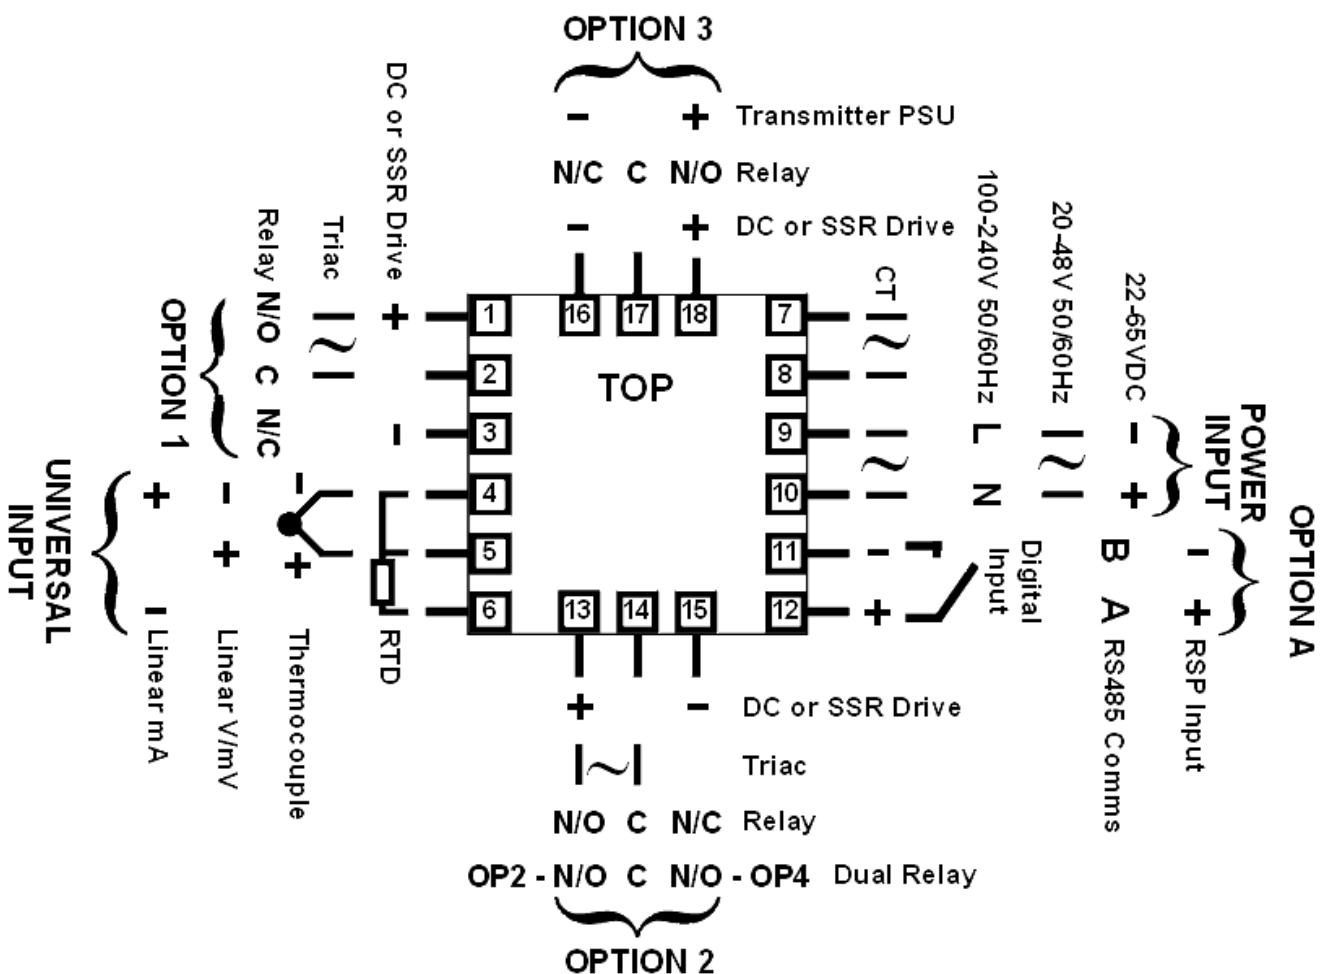 OPTION 3
- + Transmitter PSU
N/C C N/O Relay
- + DC or SSR Drive
DC or SSR Drive
+
-
Triac
~
Relay N/O C N/C
OPTION 1
UNIVERSAL
INPUT
+ - Linear mA
- + Linear V/mV
- + Thermocouple
RTD
1
2
3
4
5
6
16 17 18
TOP
13 14 15
7
8
9
10
11
12
CT
~
~
- +
Digital
Input
100-240V 50/60Hz L N
20-48V 50/60Hz
~
22-65VDC - +
POWER
INPUT
B A RS485 Comms
- + RSP Input
OPTION A
+ - DC or SSR Drive
~ Triac
N/O C N/C Relay
OP2 - N/O C N/O - OP4 Dual Relay
OPTION 2